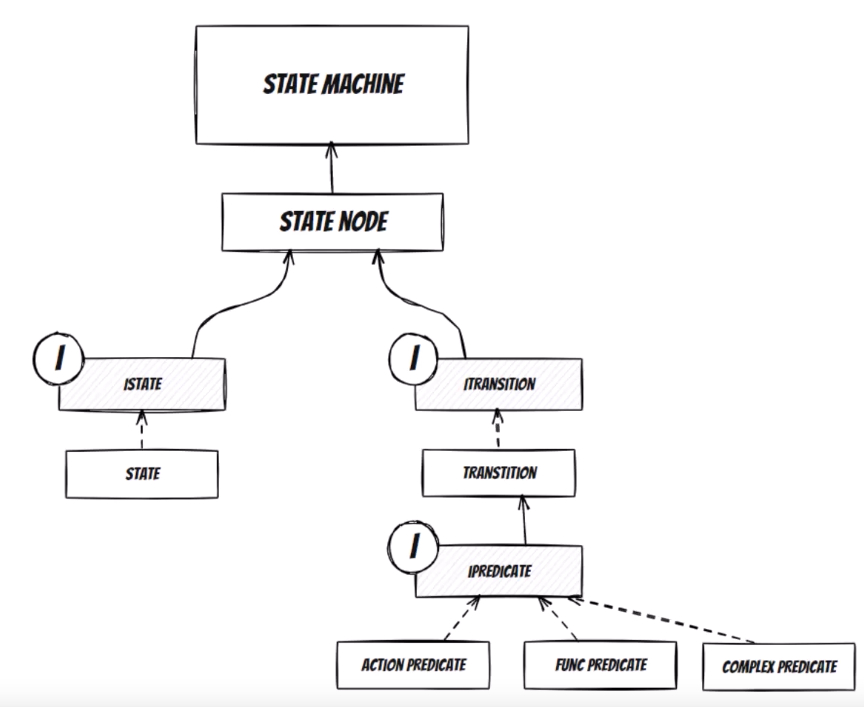 STATE MACHINE
STATE NODE
I
ISTATE
I
ITRANSITION
STATE
TRANSTITION
I
IPREDICATE
ACTION PREDICATE
FUNC PREDICATE
COMPLEX PREDICATE